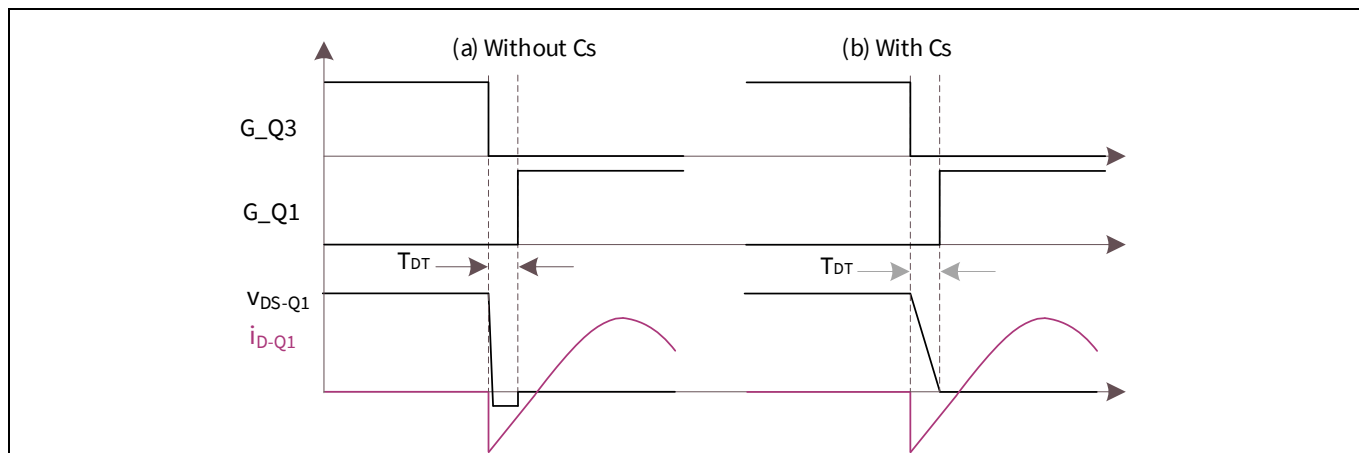 (a) Without Cs
(b) With Cs
G_Q3
G_Q1
TDT
TDT
vDS-Q1
iD-Q1